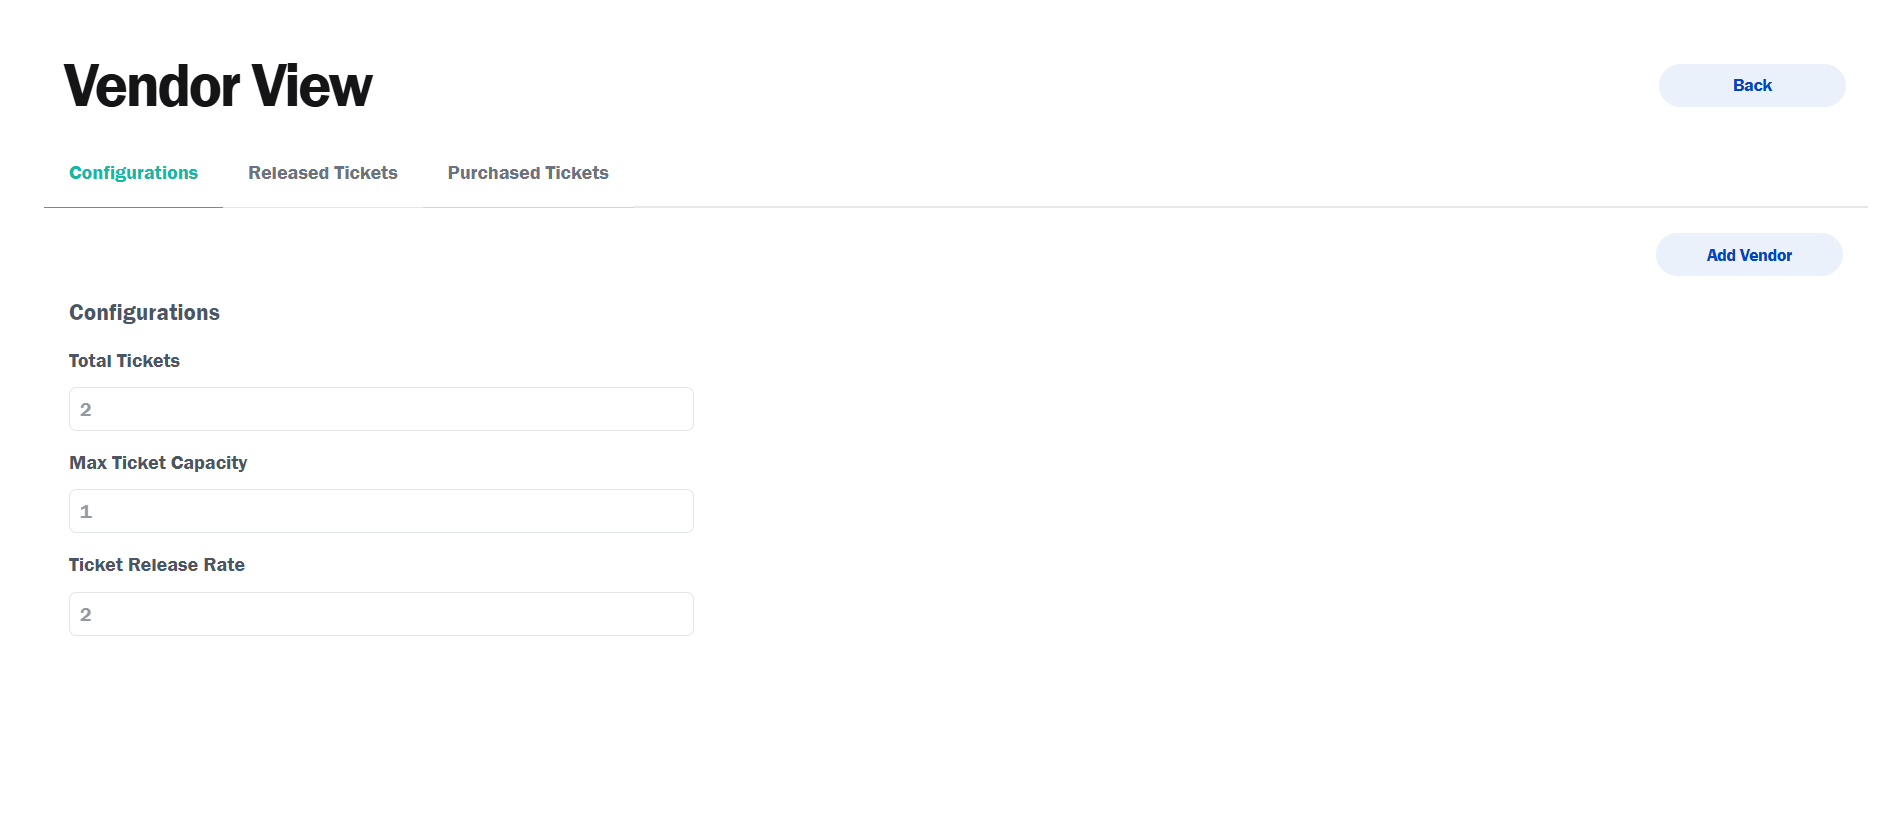 Vendor View
Back
Configurations
Released Tickets
Purchased Tickets
Add Vendor
Configurations
Total Tickets
2
Max Ticket Capacity
1
Ticket Release Rate
2